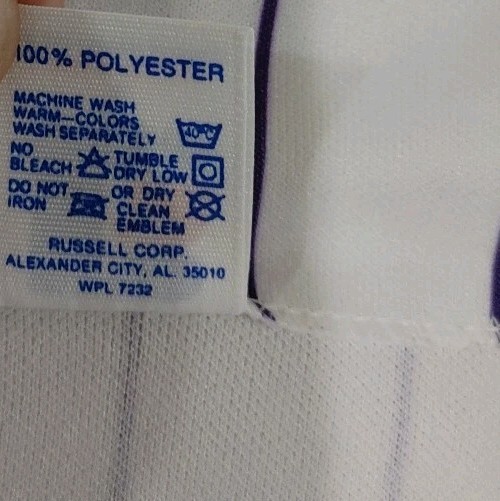 100% POLYESTER
MACHINE WASH
WARM—COLORS
WASH SEPARATELY
40°C
NO
BLEACH
TUMBLE
DRY LOW
DO NOT
IRON
OR DRY
CLEAN
EMBLEM
RUSSELL CORP.
ALEXANDER CITY, AL. 35010
WPL 7232